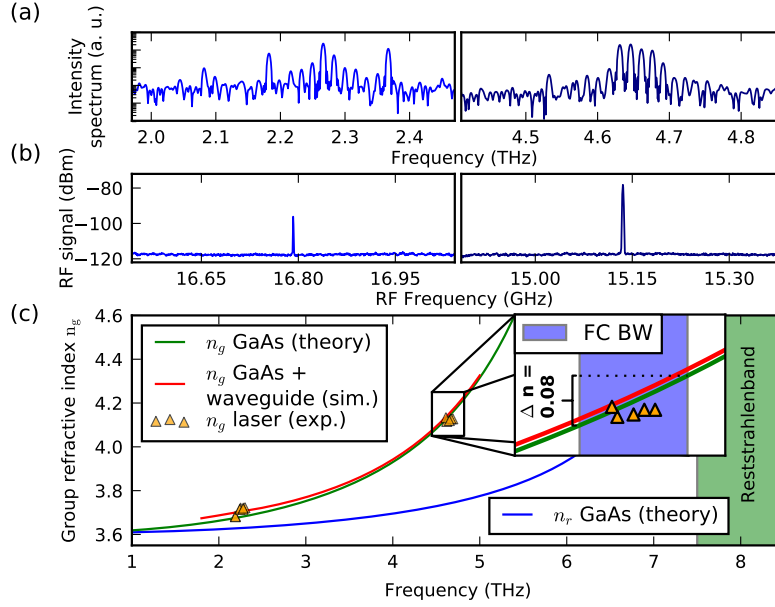 (a)
Intensity
spectrum (a. u.)
2.0 2.1 2.2 2.3 2.4 4.5 4.6 4.7 4.8
Frequency (THz)
(b)
RF signal (dBm)
−80
−100
−120
16.65 16.80 16.95 15.00 15.15 15.30
RF Frequency (GHz)
(c)
Group refractive index n_g
4.6
4.4
4.2
4.0
3.8
3.6
n_g GaAs (theory)
n_g GaAs +
waveguide (sim.)
n_g laser (exp.)
FC BW
Δ n =
0.08
Reststrahlenband
n_r GaAs (theory)
1 2 3 4 5 6 7 8
Frequency (THz)